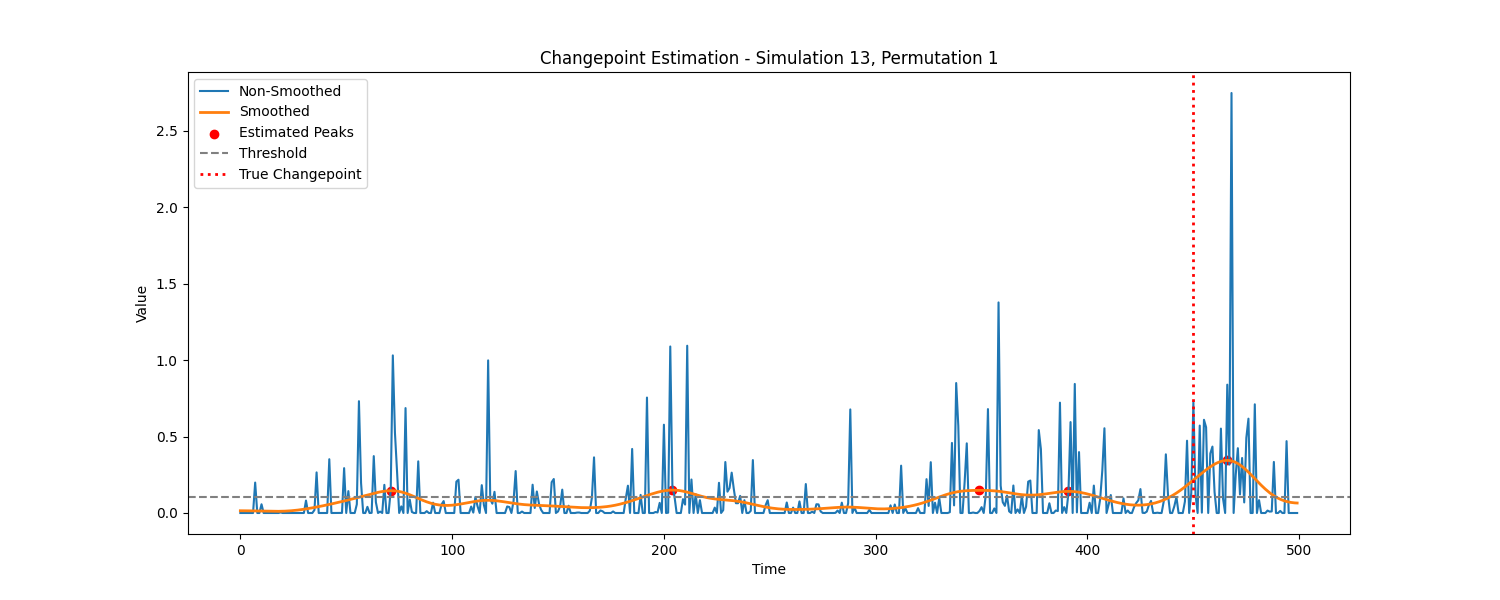 Changepoint Estimation - Simulation 13, Permutation 1
Non-Smoothed
Smoothed
Estimated Peaks
Threshold
True Changepoint
Value
2.5
2.0
1.5
1.0
0.5
0.0
0
100
200
300
400
500
Time